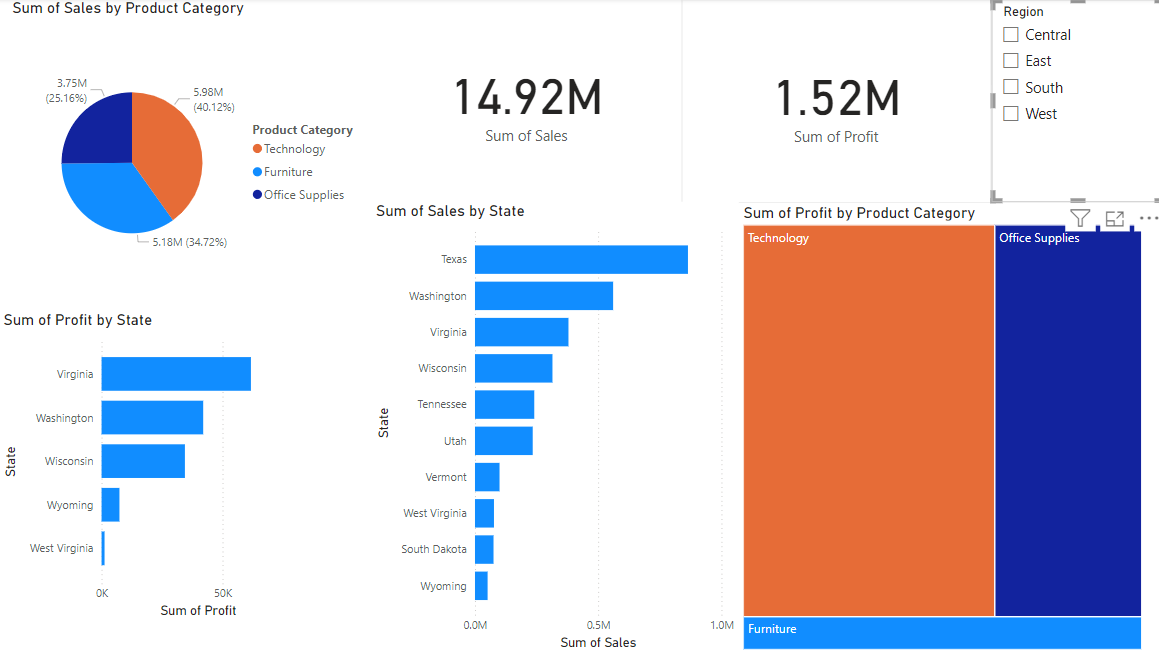 Sum of Sales by Product Category
3.75M
(25.16%)
5.98M
(40.12%)
5.18M (34.72%)
Product Category
Technology
Furniture
Office Supplies
14.92M
Sum of Sales
1.52M
Sum of Profit
Region
Central
East
South
West
Sum of Profit by State
State
Virginia
Washington
Wisconsin
Wyoming
West Virginia
0K
50K
Sum of Profit
Sum of Sales by State
State
Texas
Washington
Virginia
Wisconsin
Tennessee
Utah
Vermont
West Virginia
South Dakota
Wyoming
0.0M
0.5M
1.0M
Sum of Sales
Sum of Profit by Product Category
Technology
Office Supplies
Furniture